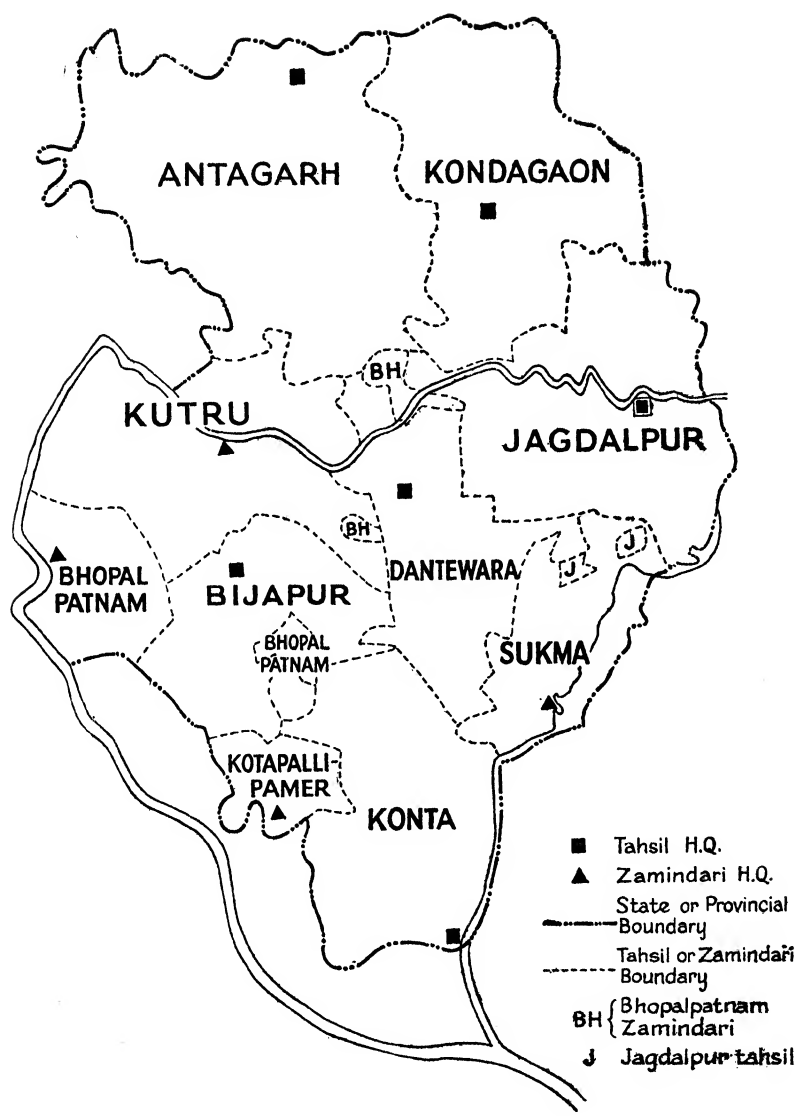 ANTAGARH
KONDAGAON
BH
KUTRU
JAGDALPUR
BH
J
J
BHOPAL
PATNAM
DANTEWARA
BIJAPUR
BHOPAL
PATNAM
SUKMA
KOTAPALLI-
PAMER
KONTA
Tahsil H.Q.
Zamindari H.Q.
State or Provincial
Boundary
Tahsil or Zamindari
Boundary
BH { Bhopalpatnam
Zamindari
J Jagdalpur tahsil